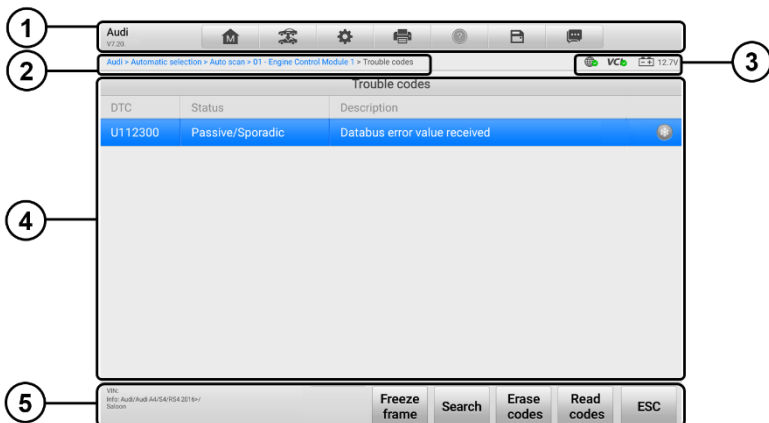 1
Audi
V7.20
M
?
2
Audi > Automatic selection > Auto scan > 01 - Engine Control Module 1 > Trouble codes
VCI
12.7V
3
Trouble codes
DTC Status Description
U112300 Passive/Sporadic Databus error value received
4
5
VIN:
Info: Audi/Audi A4/S4/RS4 2016>/
Saloon
Freeze
frame
Search
Erase
codes
Read
codes
ESC